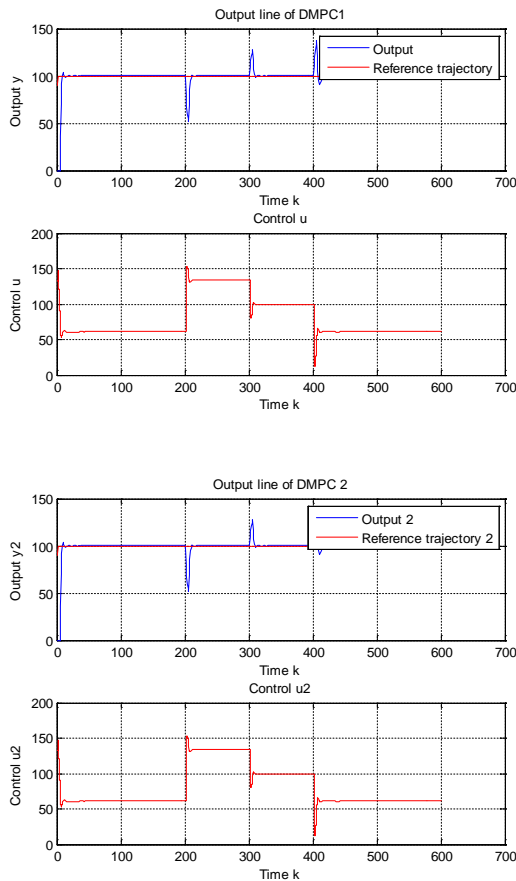 Output line of DMPC1
Output y
150
100
50
0
Output
Reference trajectory
0 100 200 300 400 500 600 700
Time k
Control u
Control u
200
150
100
50
0
0 100 200 300 400 500 600 700
Time k
Output line of DMPC 2
Output y2
150
100
50
0
Output 2
Reference trajectory 2
0 100 200 300 400 500 600 700
Time k
Control u2
Control u2
200
150
100
50
0
0 100 200 300 400 500 600 700
Time k